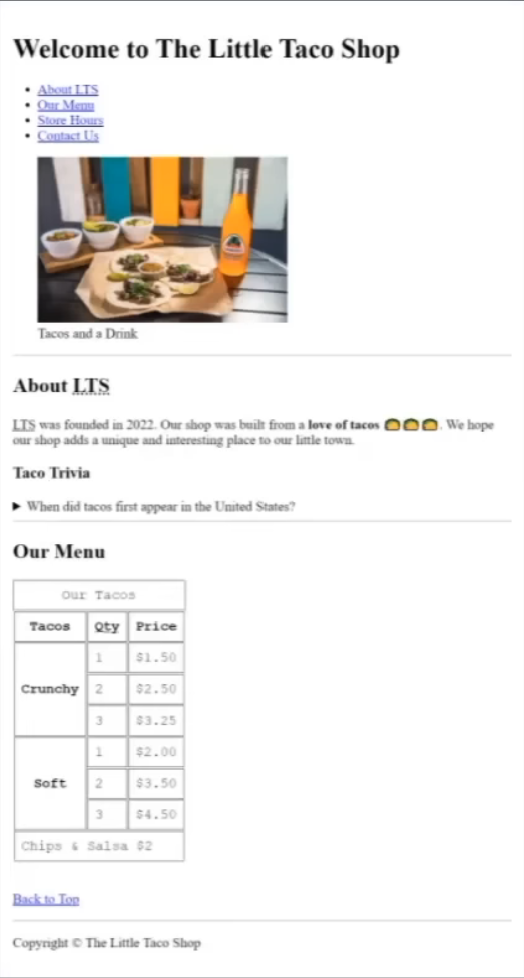 Welcome to The Little Taco Shop
About LTS
Our Menu
Store Hours
Contact Us
Tacos and a Drink
About LTS
LTS was founded in 2022. Our shop was built from a love of tacos 🌮🌮🌮. We hope
our shop adds a unique and interesting place to our little town.
Taco Trivia
When did tacos first appear in the United States?
Our Menu
Our Tacos
Tacos Qty Price
1 $1.50
Crunchy 2 $2.50
3 $3.25
1 $2.00
Soft 2 $3.50
3 $4.50
Chips & Salsa $2
Back to Top
Copyright © The Little Taco Shop